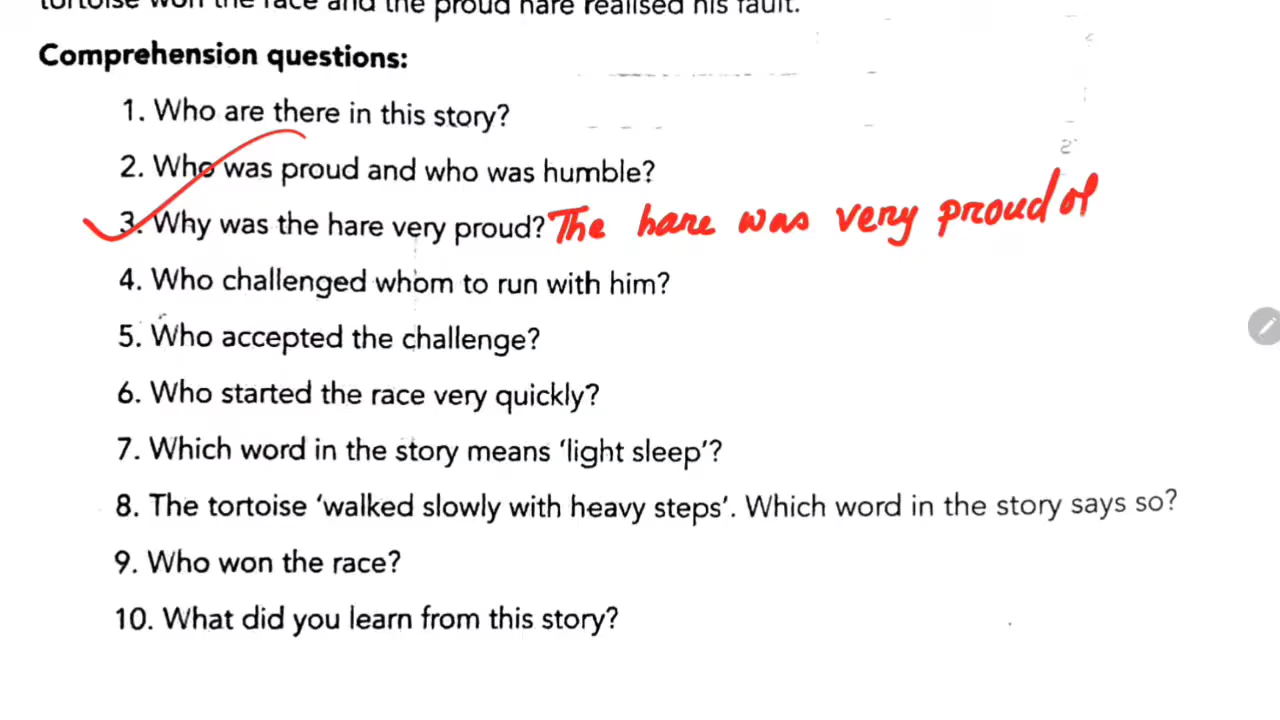 tortoise won the race and the proud hare realised his fault.
Comprehension questions:
1. Who are there in this story?
2. Who was proud and who was humble?
3. Why was the hare very proud? The hare was very proud of
4. Who challenged whom to run with him?
5. Who accepted the challenge?
6. Who started the race very quickly?
7. Which word in the story means ‘light sleep’?
8. The tortoise ‘walked slowly with heavy steps’. Which word in the story says so?
9. Who won the race?
10. What did you learn from this story?